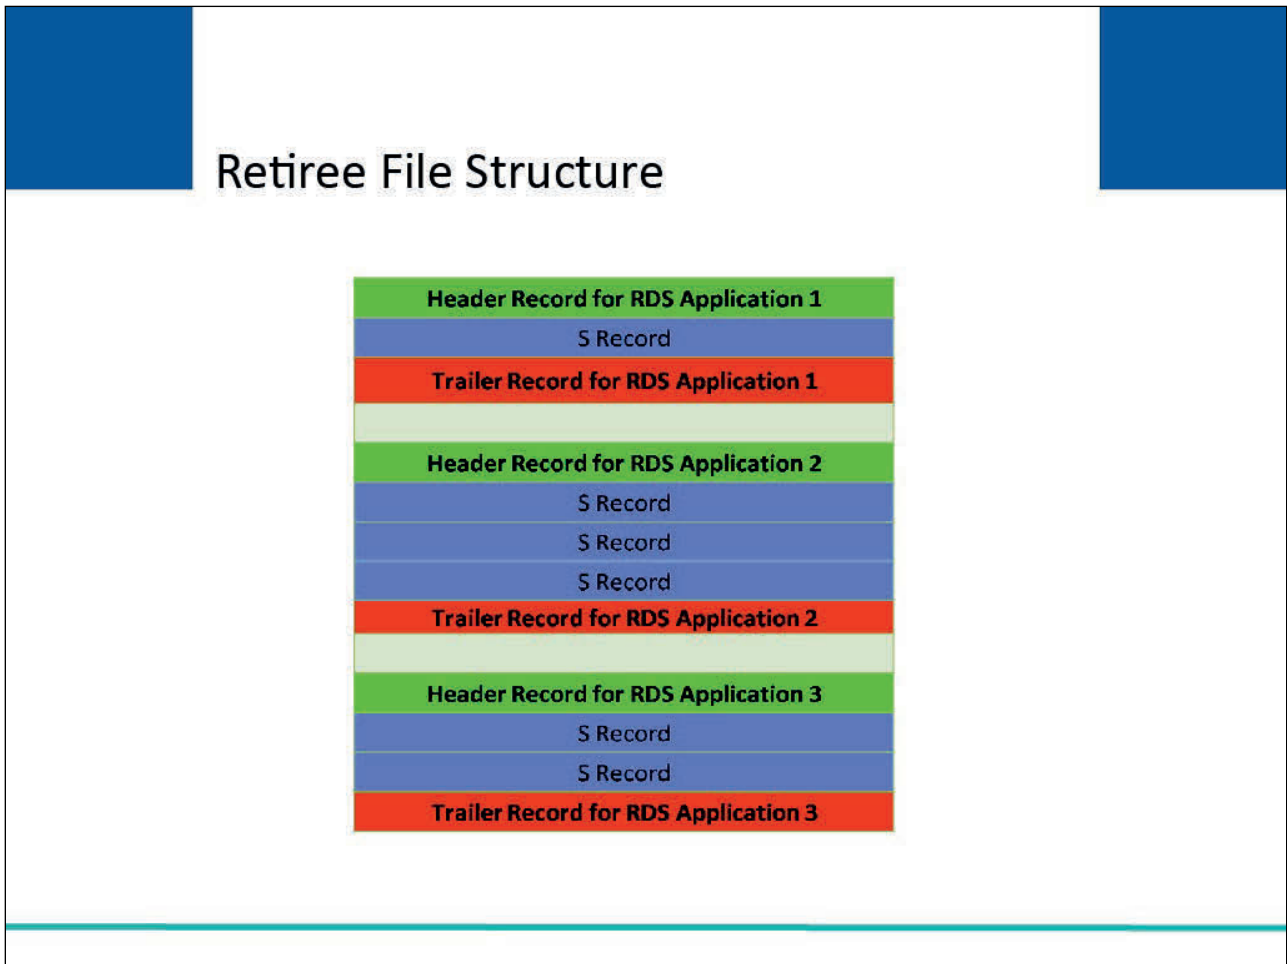 Retiree File Structure
Header Record for RDS Application 1
S Record
Trailer Record for RDS Application 1
Header Record for RDS Application 2
S Record
S Record
S Record
Trailer Record for RDS Application 2
Header Record for RDS Application 3
S Record
S Record
Trailer Record for RDS Application 3